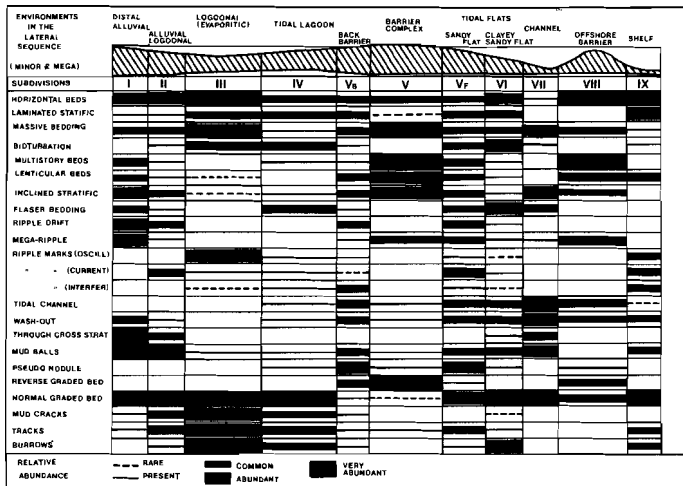 ENVIRONMENTS IN THE LATERAL SEQUENCE
(MINOR & MEGA)
DISTAL ALLUVIAL
ALLUVIAL LOGOONAL
LOGOONAI (EVAPORITIC)
TIDAL LAGOON
BACK BARRIER
BARRIER COMPLEX
TIDAL FLATS
SANDY FLAT
CLAYEY SANDY FLAT
CHANNEL
OFFSHORE BARRIER
SHELF
SUBDIVISIONS I II III IV VB V VF VI VII VIII IX
HORIZONTAL BEDS
LAMINATED STATIFIC
MASSIVE BEDDING
BIOTURBATION
MULTISTORY BEDS
LENTICULAR BEDS
INCLINED STRATIFIC
FLASER BEDDING
RIPPLE DRIFT
MEGA-RIPPLE
RIPPLE MARKS (OSCILL)
" " (CURRENT)
" " (INTERFER)
TIDAL CHANNEL
WASH-OUT
THROUGH CROSS STRAT
MUD BALLS
PSEUDO NODULE
REVERSE GRADED BED
NORMAL GRADED BED
MUD CRACKS
TRACKS
BURROWS
RELATIVE ABUNDANCE
RARE
PRESENT
COMMON
ABUNDANT
VERY ABUNDANT